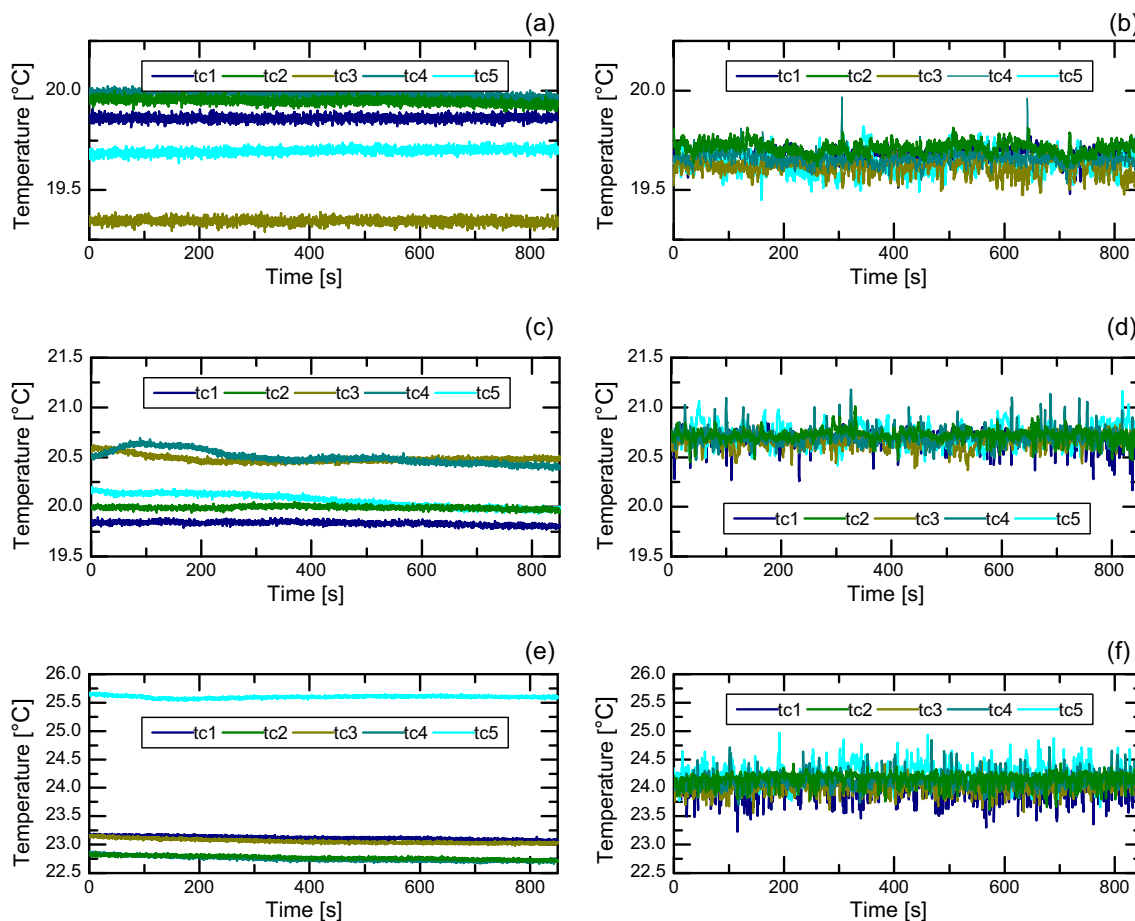 (a)
Temperature [°C]
20.0
19.5
tc1 tc2 tc3 tc4 tc5
0 200 400 600 800
Time [s]
(b)
Temperature [°C]
20.0
19.5
tc1 tc2 tc3 tc4 tc5
0 200 400 600 800
Time [s]
(c)
Temperature [°C]
21.5
21.0
20.5
20.0
19.5
tc1 tc2 tc3 tc4 tc5
0 200 400 600 800
Time [s]
(d)
Temperature [°C]
21.5
21.0
20.5
20.0
19.5
tc1 tc2 tc3 tc4 tc5
0 200 400 600 800
Time [s]
(e)
Temperature [°C]
26.0
25.5
25.0
24.5
24.0
23.5
23.0
22.5
tc1 tc2 tc3 tc4 tc5
0 200 400 600 800
Time [s]
(f)
Temperature [°C]
26.0
25.5
25.0
24.5
24.0
23.5
23.0
22.5
tc1 tc2 tc3 tc4 tc5
0 200 400 600 800
Time [s]